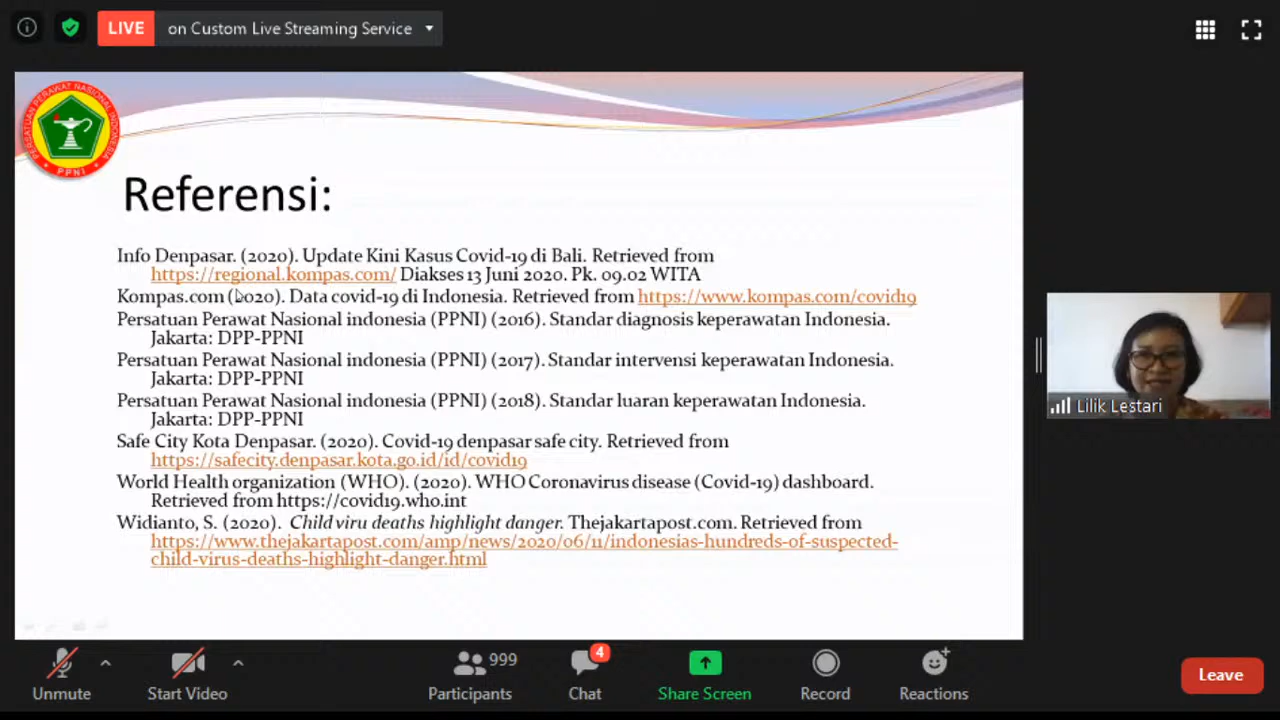 LIVE on Custom Live Streaming Service
PERSATUAN PERAWAT NASIONAL INDONESIA
PPNI
Referensi:
Info Denpasar. (2020). Update Kini Kasus Covid-19 di Bali. Retrieved from
https://regional.kompas.com/ Diakses 13 Juni 2020. Pk. 09.02 WITA
Kompas.com (2020). Data covid-19 di Indonesia. Retrieved from https://www.kompas.com/covid19
Persatuan Perawat Nasional indonesia (PPNI) (2016). Standar diagnosis keperawatan Indonesia.
Jakarta: DPP-PPNI
Persatuan Perawat Nasional indonesia (PPNI) (2017). Standar intervensi keperawatan Indonesia.
Jakarta: DPP-PPNI
Persatuan Perawat Nasional indonesia (PPNI) (2018). Standar luaran keperawatan Indonesia.
Jakarta: DPP-PPNI
Safe City Kota Denpasar. (2020). Covid-19 denpasar safe city. Retrieved from
https://safecity.denpasar.kota.go.id/id/covid19
World Health organization (WHO). (2020). WHO Coronavirus disease (Covid-19) dashboard.
Retrieved from https://covid19.who.int
Widianto, S. (2020). Child viru deaths highlight danger. Thejakartapost.com. Retrieved from
https://www.thejakartapost.com/amp/news/2020/06/11/indonesias-hundreds-of-suspected-
child-virus-deaths-highlight-danger.html
Lilik Lestari
999
4
Unmute
Start Video
Participants
Chat
Share Screen
Record
Reactions
Leave